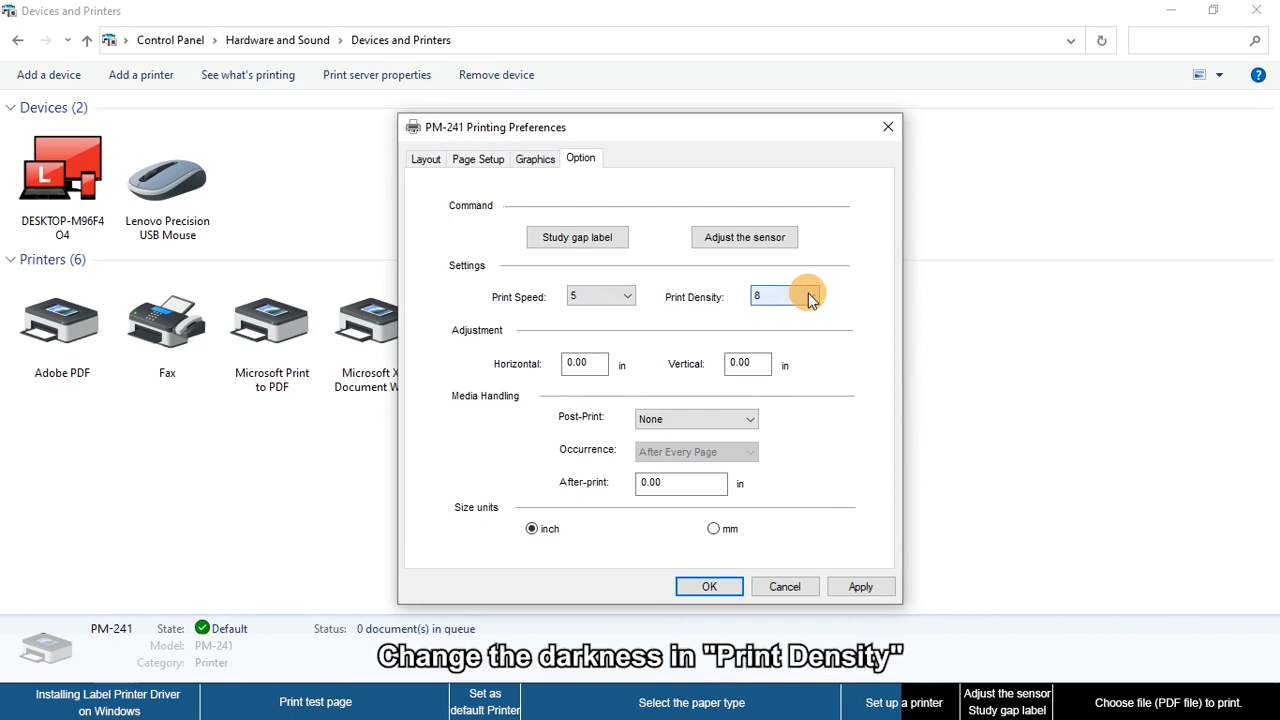 Devices and Printers
Control Panel > Hardware and Sound > Devices and Printers
Add a device Add a printer See what's printing Print server properties Remove device
Devices (2)
L
DESKTOP-M96F4
O4
Lenovo Precision
USB Mouse
Printers (6)
Adobe PDF
Fax
Microsoft Print
to PDF
Microsoft X
Document W
PM-241 Printing Preferences
Layout Page Setup Graphics Option
Command
Study gap label Adjust the sensor
Settings
Print Speed: 5 Print Density: 8
Adjustment
Horizontal: 0.00 in Vertical: 0.00 in
Media Handling
Post-Print: None
Occurrence: After Every Page
After-print: 0.00 in
Size units
inch mm
OK Cancel Apply
PM-241 State: Default Status: 0 document(s) in queue
Model: PM-241
Category: Printer
Change the darkness in "Print Density"
Installing Label Printer Driver
on Windows
Print test page
Set as
default Printer
Select the paper type
Set up a printer
Adjust the sensor
Study gap label
Choose file (PDF file) to print.